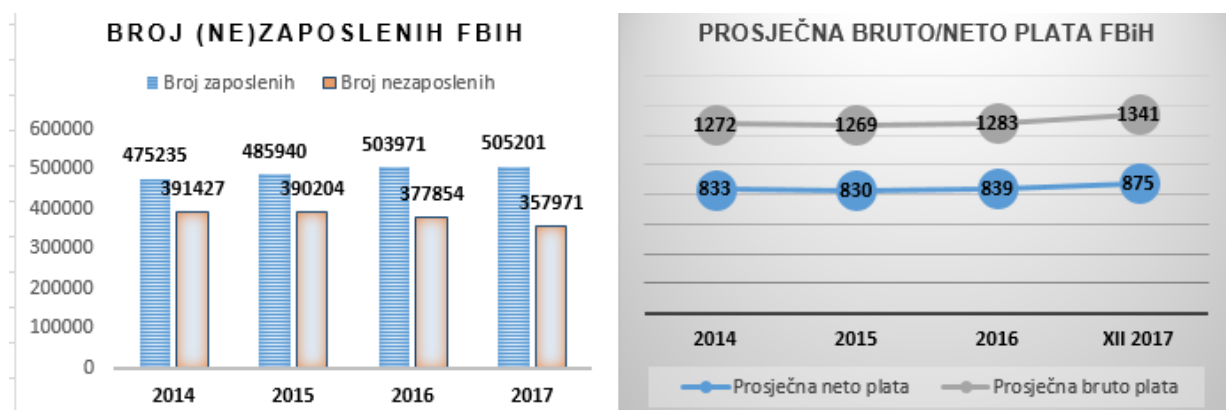 BROJ (NE)ZAPOSLENIH FBIH
Broj zaposlenih Broj nezaposlenih
600000
500000
400000
300000
200000
100000
0
475235 485940 503971 505201
391427 390204 377854 357971
2014 2015 2016 2017
PROSJEČNA BRUTO/NETO PLATA FBiH
1272 1269 1283 1341
833 830 839 875
2014 2015 2016 XII 2017
Prosječna neto plata Prosječna bruto plata